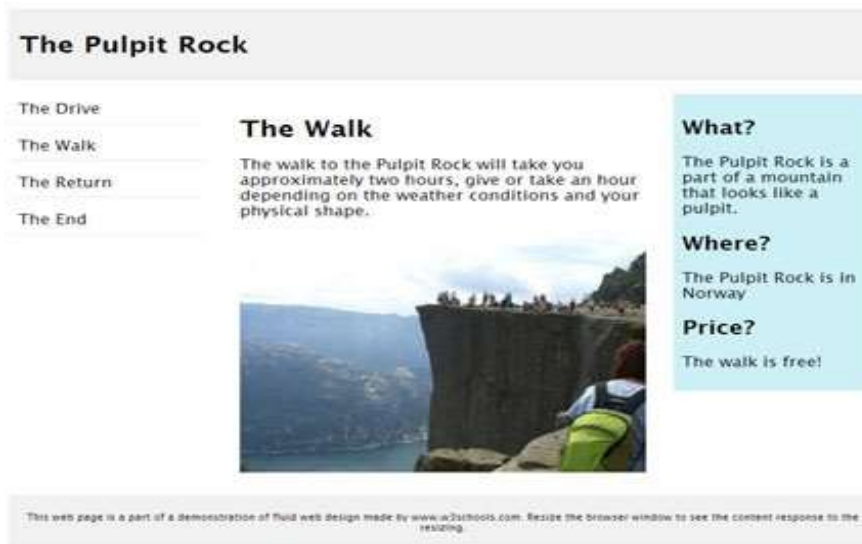 The Pulpit Rock
The Drive
The Walk
The Return
The End
The Walk
The walk to the Pulpit Rock will take you
approximately two hours, give or take an hour
depending on the weather conditions and your
physical shape.
What?
The Pulpit Rock is a
part of a mountain
that looks like a
pulpit.
Where?
The Pulpit Rock is in
Norway
Price?
The walk is free!
This web page is a part of a demonstration of fluid web design made by www.w3schools.com. Resize the browser window to see the content response to the
resizing.